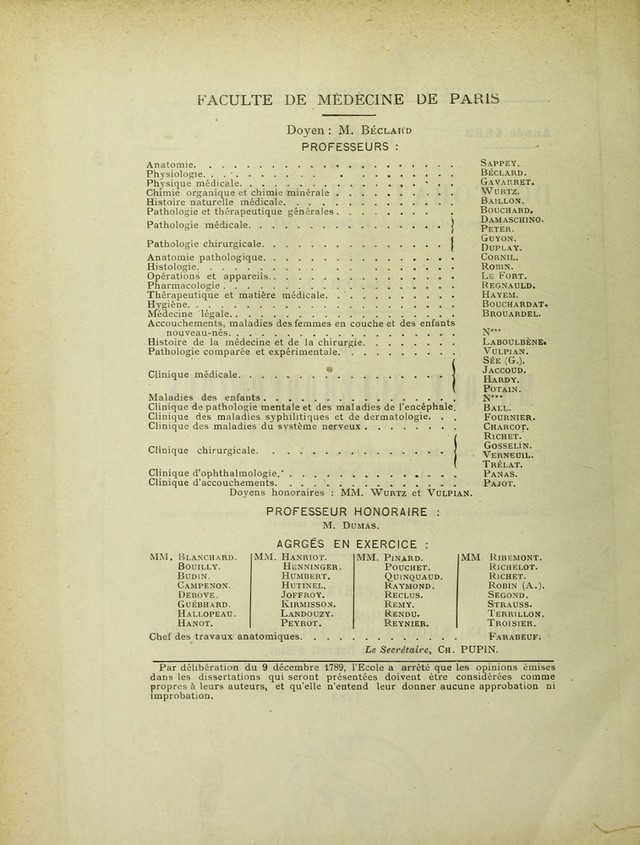 FACULTE DE MÉDECINE DE PARIS
Doyen : M. BÉCLARD
PROFESSEURS :
Anatomie. SAPPEY.
Physiologie. BÉCLARD.
Physique médicale. GAVARRET.
Chimie organique et chimie minérale WURTZ.
Histoire naturelle médicale. BAILLON.
Pathologie et thérapeutique générales BOUCHARD.
Pathologie médicale. DAMASCHINO.
PETER.
Pathologie chirurgicale. GUYON.
DUPLAY.
Anatomie pathologique. CORNIL.
Histologie. ROBIN.
Opérations et appareils. LE FORT.
Pharmacologie REGNAULD.
Thérapeutique et matière médicale. HAYEM.
Hygiène. BOUCHARDAT.
Médecine légale. BROUARDEL.
Accouchements, maladies des femmes en couche et des enfants
nouveau-nés. N***
Histoire de la médecine et de la chirurgie. LABOULBÈNE.
Pathologie comparée et expérimentale. VULPIAN.
Clinique médicale. SÉE (G.).
JACCOUD.
HARDY.
POTAIN.
Maladies des enfants N***
Clinique de pathologie mentale et des maladies de l'encéphale. BALL.
Clinique des maladies syphilitiques et de dermatologie. FOURNIER.
Clinique des maladies du système nerveux CHARCOT.
Clinique chirurgicale. RICHET.
GOSSELIN.
VERNEUIL.
TRÉLAT.
Clinique d'ophthalmologie. PANAS.
Clinique d'accouchements. PAJOT.
Doyens honoraires : MM. WURTZ et VULPIAN.
PROFESSEUR HONORAIRE :
M. DUMAS.
AGRGÉS EN EXERCICE :
MM. BLANCHARD. MM. HANRIOT. MM. PINARD. MM RIBEMONT.
BOUILLY. HENNINGER. POUCHET. RICHELOT.
BUDIN. HUMBERT. QUINQUAUD. RICHET.
CAMPENON. HUTINEL. RAYMOND. ROBIN (A.).
DEBOVE. JOFFROY. RECLUS. SEGOND.
GUÉBHARD. KIRMISSON. REMY. STRAUSS.
HALLOPEAU. LANDOUZY. RENDU. TERRILLON.
HANOT. PEYROT. REYNIER. TROISIER.
Chef des travaux anatomiques. FARABEUF.
Le Secrétaire, CH. PUPIN.
Par délibération du 9 décembre 1789, l'Ecole a arrêté que les opinions émises
dans les dissertations qui seront présentées doivent être considérées comme
propres à leurs auteurs, et qu'elle n'entend leur donner aucune approbation ni
improbation.